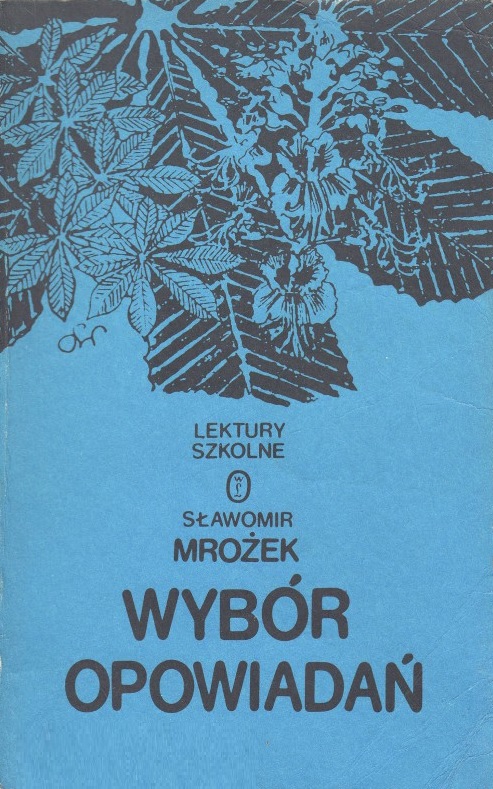 LEKTURY
SZKOLNE
SŁAWOMIR
MROŻEK
WYBÓR
OPOWIADAŃ